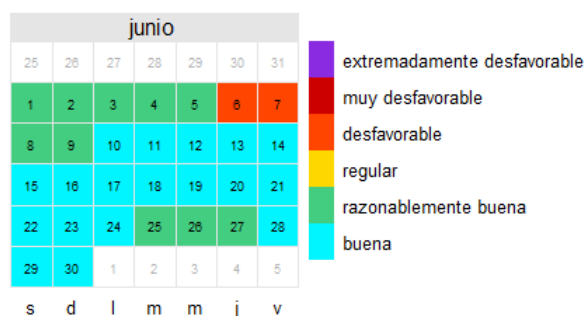 junio
25 26 27 28 29 30 31
1 2 3 4 5 6 7
8 9 10 11 12 13 14
15 16 17 18 19 20 21
22 23 24 25 26 27 28
29 30 1 2 3 4 5
s d l m m j v
extremadamente desfavorable
muy desfavorable
desfavorable
regular
razonablemente buena
buena